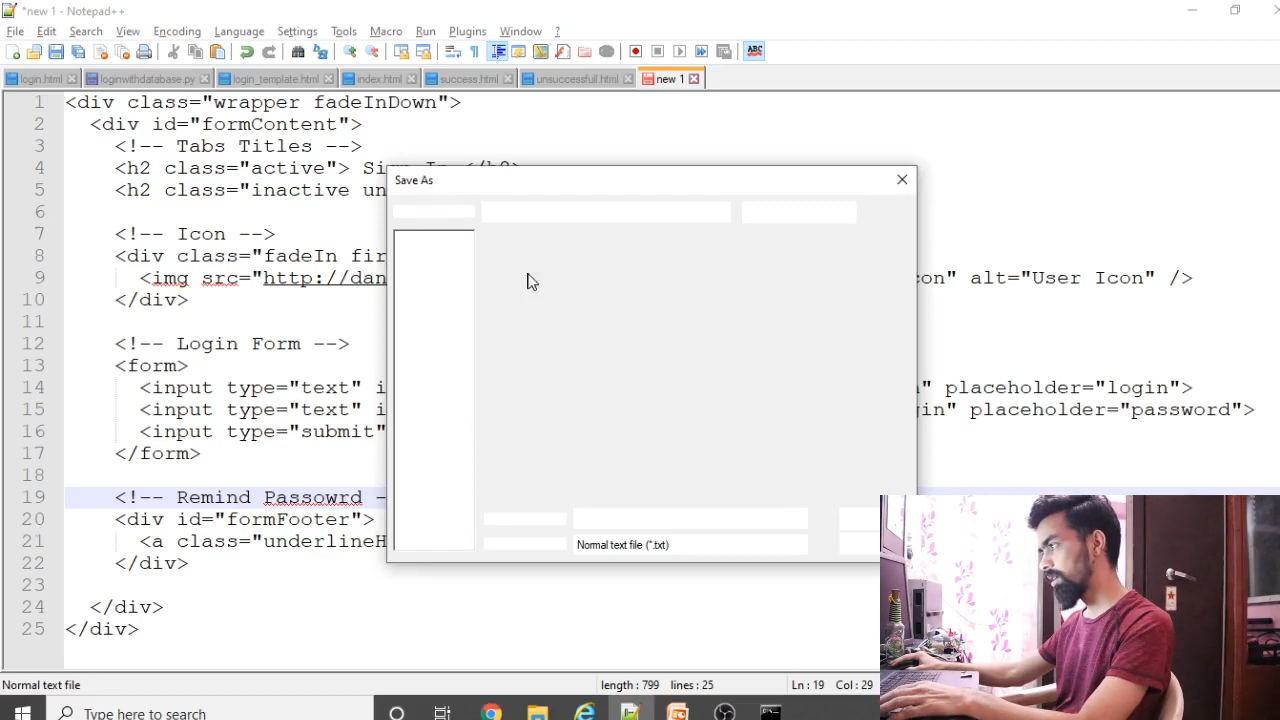 *new 1 - Notepad++
File Edit Search View Encoding Language Settings Tools Macro Run Plugins Window ?
ABC
login.html loginwithdatabase.py login_template.html index.html success.html unsuccessfull.html new 1
1 <div class="wrapper fadeInDown">
2 <div id="formContent">
3 <!-- Tabs Titles -->
4 <h2 class="active"> Sign In </h2>
5 <h2 class="inactive un
6
7 <!-- Icon -->
8 <div class="fadeIn fir
9 <img src="http://dan con" alt="User Icon" />
10 </div>
11
12 <!-- Login Form -->
13 <form>
14 <input type="text" i n" placeholder="login">
15 <input type="text" i gin" placeholder="password">
16 <input type="submit"
17 </form>
18
19 <!-- Remind Passowrd -
20 <div id="formFooter">
21 <a class="underlineH
22 </div>
23
24 </div>
25 </div>
Save As
Normal text file (*.txt)
Normal text file length : 799 lines : 25 Ln : 19 Col : 29
Type here to search